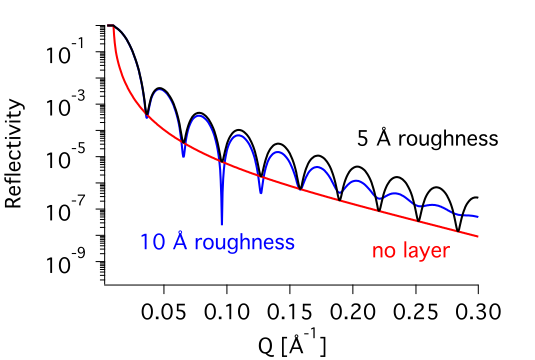 10-1
10-3
10-5
10-7
10-9
Reflectivity
5 Å roughness
10 Å roughness
no layer
0.05 0.10 0.15 0.20 0.25 0.30
Q [Å-1]